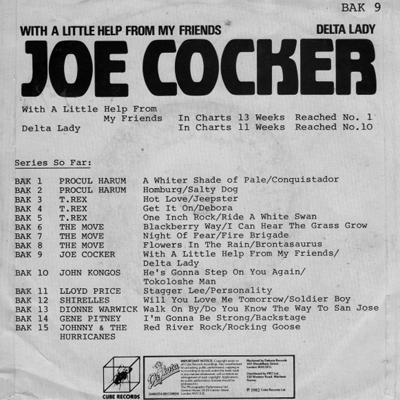 BAK 9
WITH A LITTLE HELP FROM MY FRIENDS DELTA LADY
JOE COCKER
With A Little Help From
My Friends In Charts 13 Weeks Reached No. 1
Delta Lady In Charts 11 Weeks Reached No.10
Series So Far:
BAK 1 PROCUL HARUM A Whiter Shade of Pale/Conquistador
BAK 2 PROCUL HARUM Homburg/Salty Dog
BAK 3 T.REX Hot Love/Jeepster
BAK 4 T.REX Get It On/Debora
BAK 5 T.REX One Inch Rock/Ride A White Swan
BAK 6 THE MOVE Blackberry Way/I Can Hear The Grass Grow
BAK 7 THE MOVE Night Of Fear/Fire Brigade
BAK 8 THE MOVE Flowers In The Rain/Brontasaurus
BAK 9 JOE COCKER With A Little Help From My Friends/
Delta Lady
BAK 10 JOHN KONGOS He's Gonna Step On You Again/
Tokoloshe Man
BAK 11 LLOYD PRICE Stagger Lee/Personality
BAK 12 SHIRELLES Will You Love Me Tomorrow/Soldier Boy
BAK 13 DIONNE WARWICK Walk On By/Do You Know The Way To San Jose
BAK 14 GENE PITNEY I'm Gonna Be Strong/Backstage
BAK 15 JOHNNY & THE Red River Rock/Rocking Goose
HURRICANES
CUBE RECORDS
Dakota
IMPORTANT NOTICE